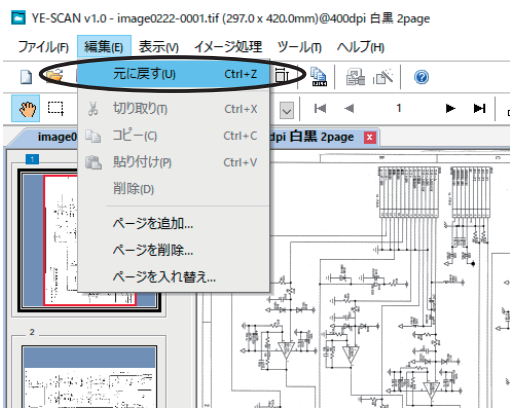 YE-SCAN v1.0 - image0222-0001.tif (297.0 x 420.0mm)@400dpi 白黒 2page
ファイル(F) 編集(E) 表示(V) イメージ処理 ツール(T) ヘルプ(H)
元に戻す(U) Ctrl+Z
切り取り(T) Ctrl+X
1
image0
dpi 白黒 2page
コピー(C) Ctrl+C
1
貼り付け(P) Ctrl+V
削除(D)
ページを追加...
ページを削除...
ページを入れ替え...
2